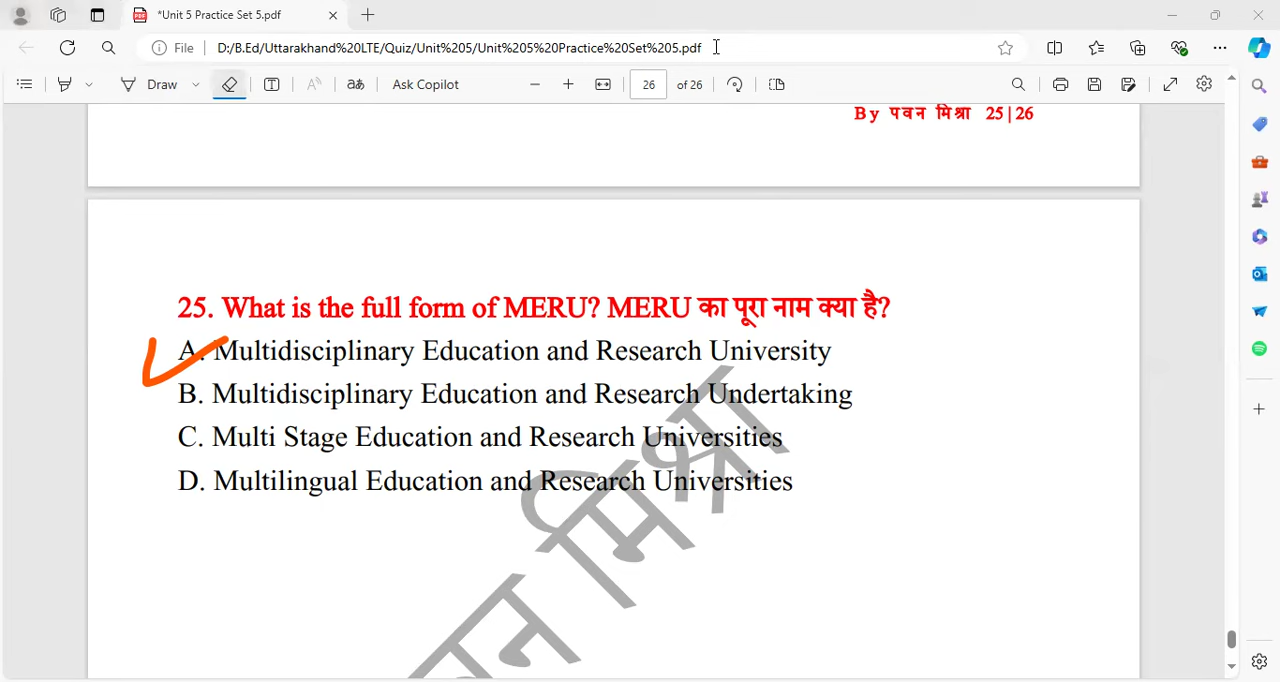 *Unit 5 Practice Set 5.pdf
File D:/B.Ed/Uttarakhand%20LTE/Quiz/Unit%205/Unit%205%20Practice%20Set%205.pdf
Draw aあ Ask Copilot 26 of 26
By पवन मिश्रा 25|26
25. What is the full form of MERU? MERU का पूरा नाम क्या है?
A. Multidisciplinary Education and Research University
B. Multidisciplinary Education and Research Undertaking
C. Multi Stage Education and Research Universities
D. Multilingual Education and Research Universities
वन मिश्रा